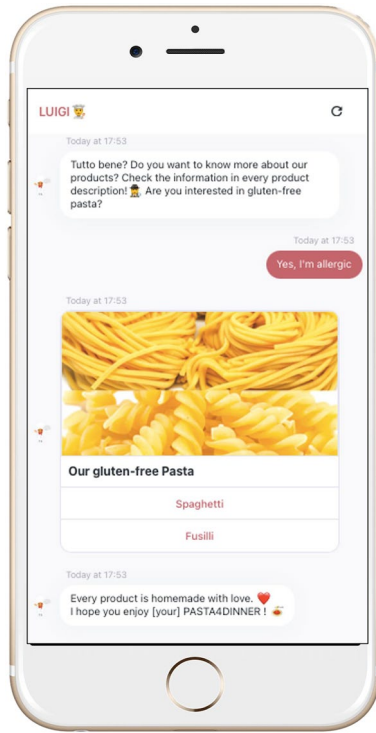 LUIGI
Today at 17:53
Tutto bene? Do you want to know more about our
products? Check the information in every product
description! Are you interested in gluten-free
pasta?
Today at 17:53
Yes, I'm allergic
Today at 17:53
Our gluten-free Pasta
Spaghetti
Fusilli
Today at 17:53
Every product is homemade with love. ❤️
I hope you enjoy [your] PASTA4DINNER ! 🍝